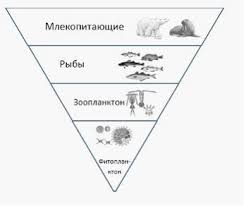 Млекопитающие
Рыбы
Зоопланктон
Фитоплан-
ктон